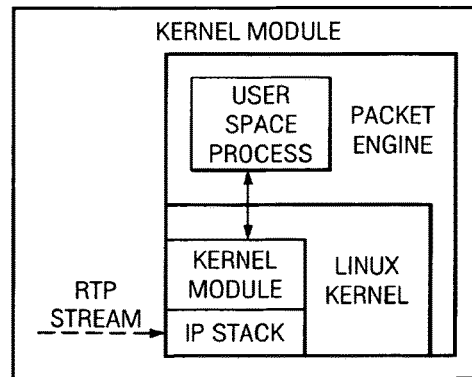 KERNEL MODULE
USER
SPACE
PROCESS
PACKET
ENGINE
KERNEL
MODULE
LINUX
KERNEL
RTP
STREAM
IP STACK